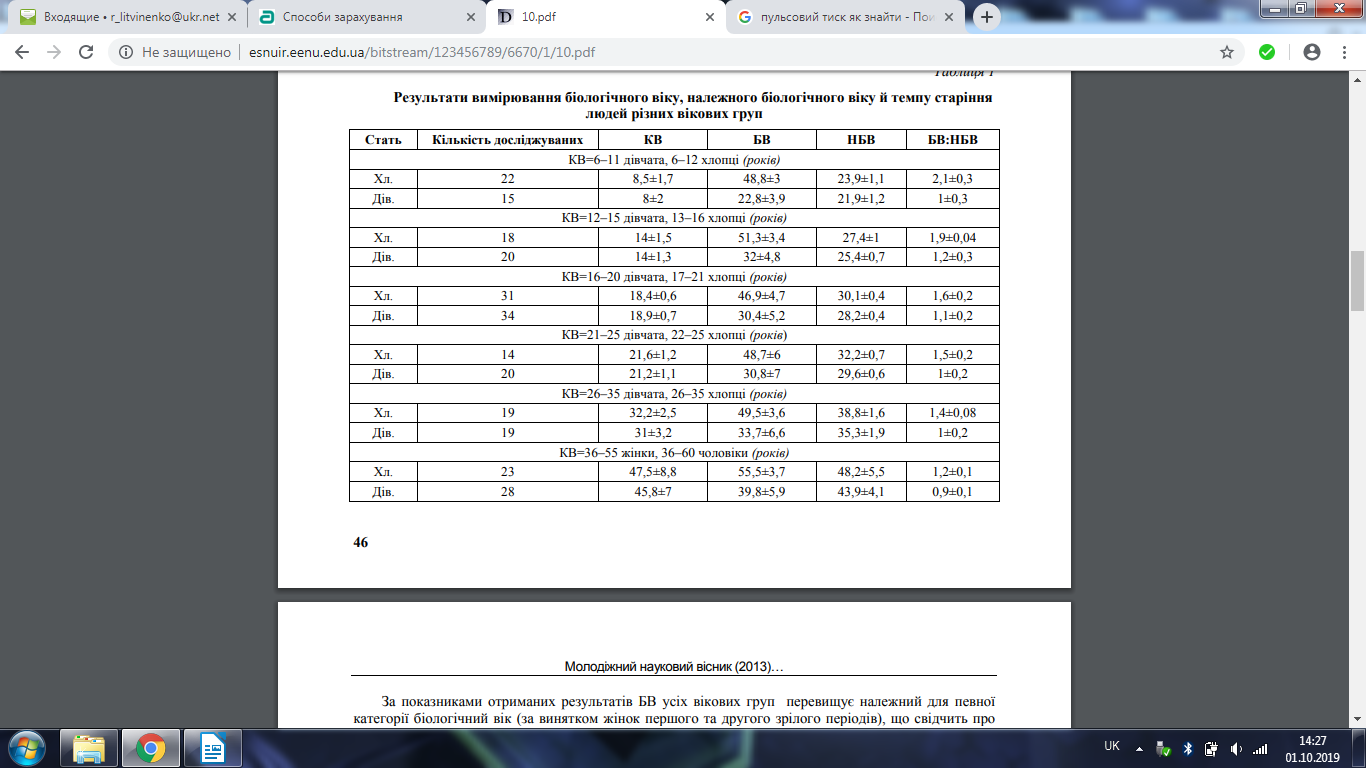 Входящие • r_litvinenko@ukr.net
Способи зарахування
10.pdf
пульсовий тиск як знайти - Пои
Не защищено
esnuir.eenu.edu.ua/bitstream/123456789/6670/1/10.pdf
Таблиця 1
Результати вимірювання біологічного віку, належного біологічного віку й темпу старіння
людей різних вікових груп
Стать Кількість досліджуваних КВ БВ НБВ БВ:НБВ
КВ=6–11 дівчата, 6–12 хлопці (років)
Хл. 22 8,5±1,7 48,8±3 23,9±1,1 2,1±0,3
Дів. 15 8±2 22,8±3,9 21,9±1,2 1±0,3
КВ=12–15 дівчата, 13–16 хлопці (років)
Хл. 18 14±1,5 51,3±3,4 27,4±1 1,9±0,04
Дів. 20 14±1,3 32±4,8 25,4±0,7 1,2±0,3
КВ=16–20 дівчата, 17–21 хлопці (років)
Хл. 31 18,4±0,6 46,9±4,7 30,1±0,4 1,6±0,2
Дів. 34 18,9±0,7 30,4±5,2 28,2±0,4 1,1±0,2
КВ=21–25 дівчата, 22–25 хлопці (років)
Хл. 14 21,6±1,2 48,7±6 32,2±0,7 1,5±0,2
Дів. 20 21,2±1,1 30,8±7 29,6±0,6 1±0,2
КВ=26–35 дівчата, 26–35 хлопці (років)
Хл. 19 32,2±2,5 49,5±3,6 38,8±1,6 1,4±0,08
Дів. 19 31±3,2 33,7±6,6 35,3±1,9 1±0,2
КВ=36–55 жінки, 36–60 чоловіки (років)
Хл. 23 47,5±8,8 55,5±3,7 48,2±5,5 1,2±0,1
Дів. 28 45,8±7 39,8±5,9 43,9±4,1 0,9±0,1
46
Молодіжний науковий вісник (2013)…
За показниками отриманих результатів БВ усіх вікових груп перевищує належний для певної
категорії біологічний вік (за винятком жінок першого та другого зрілого періодів), що свідчить про
UK
14:27
01.10.2019